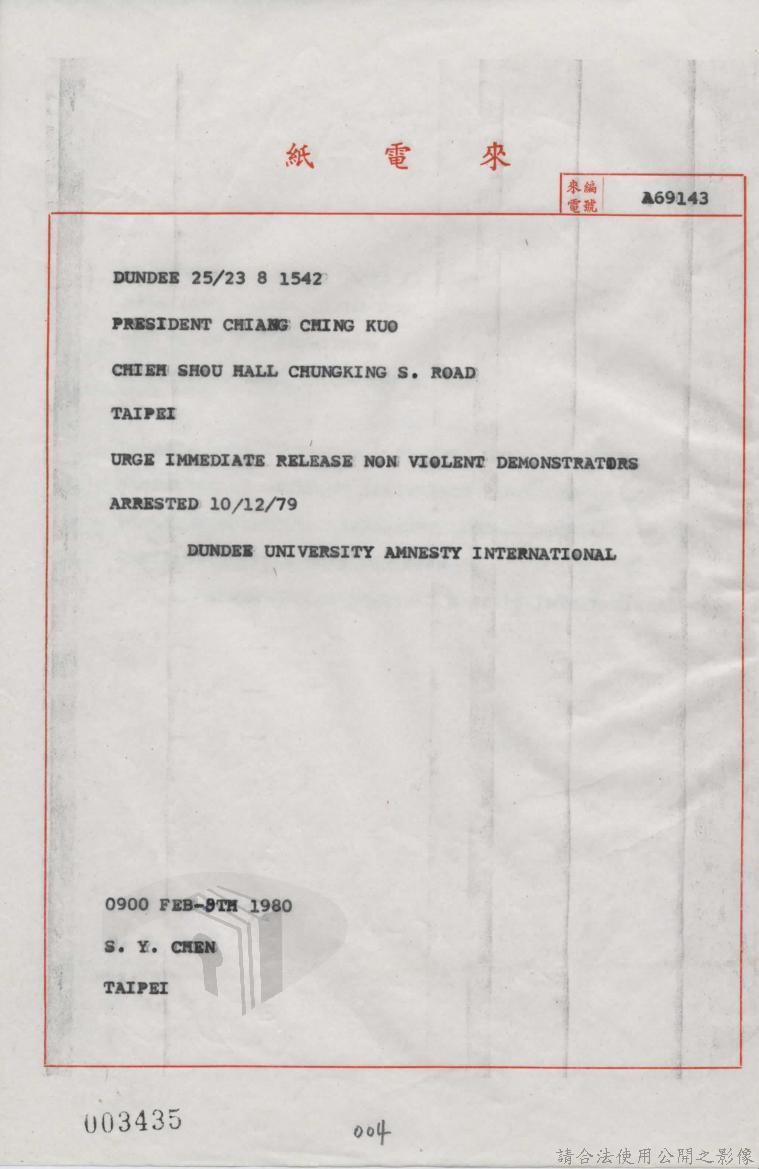 紙 電 來
來電 編號 A69143
DUNDEE 25/23 8 1542
PRESIDENT CHIANG CHING KUO
CHIEH SHOU HALL CHUNGKING S. ROAD
TAIPEI
URGE IMMEDIATE RELEASE NON VIOLENT DEMONSTRATORS
ARRESTED 10/12/79
DUNDEE UNIVERSITY AMNESTY INTERNATIONAL
0900 FEB-9TH 1980
S. Y. CHEN
TAIPEI
003435
004
請合法使用公開之影像